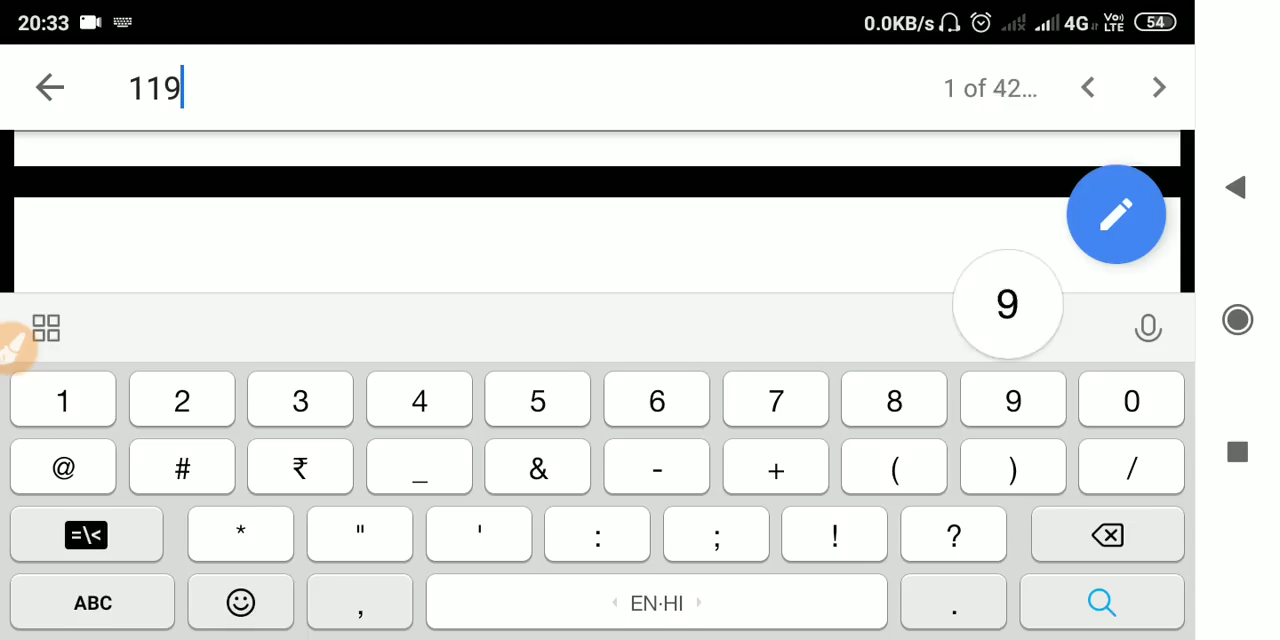 20:33 0.0KB/s 4G Vo) LTE 54
119 1 of 42...
9
1 2 3 4 5 6 7 8 9 0
@ # ₹ _ & - + ( ) /
=\< * " ' : ; ! ?
ABC , EN·HI .